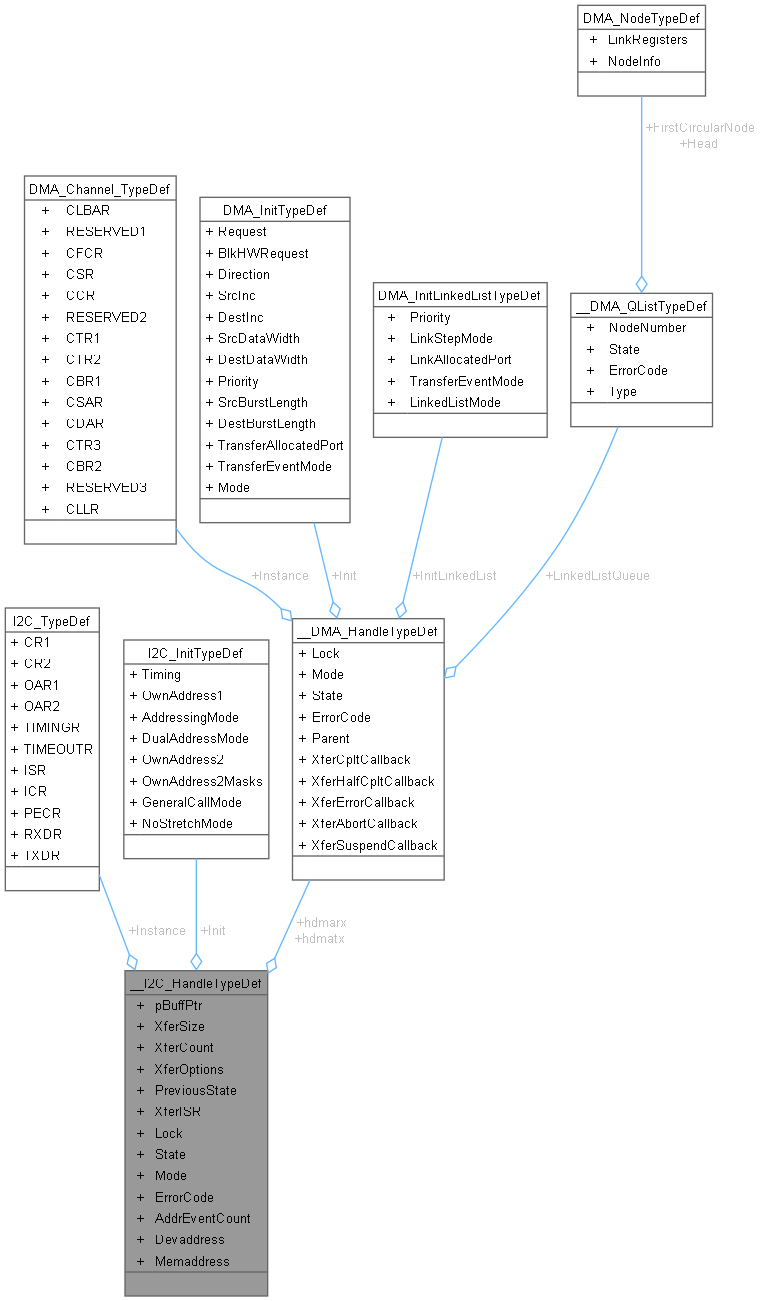 DMA_NodeTypeDef
+ LinkRegisters
+ NodeInfo
+FirstCircularNode
+Head
DMA_Channel_TypeDef
+ CLBAR
+ RESERVED1
+ CFCR
+ CSR
+ CCR
+ RESERVED2
+ CTR1
+ CTR2
+ CBR1
+ CSAR
+ CDAR
+ CTR3
+ CBR2
+ RESERVED3
+ CLLR
DMA_InitTypeDef
+ Request
+ BlkHWRequest
+ Direction
+ SrcInc
+ DestInc
+ SrcDataWidth
+ DestDataWidth
+ Priority
+ SrcBurstLength
+ DestBurstLength
+ TransferAllocatedPort
+ TransferEventMode
+ Mode
DMA_InitLinkedListTypeDef
+ Priority
+ LinkStepMode
+ LinkAllocatedPort
+ TransferEventMode
+ LinkedListMode
__DMA_QListTypeDef
+ NodeNumber
+ State
+ ErrorCode
+ Type
+Instance
+Init
+InitLinkedList
+LinkedListQueue
I2C_TypeDef
+ CR1
+ CR2
+ OAR1
+ OAR2
+ TIMINGR
+ TIMEOUTR
+ ISR
+ ICR
+ PECR
+ RXDR
+ TXDR
I2C_InitTypeDef
+ Timing
+ OwnAddress1
+ AddressingMode
+ DualAddressMode
+ OwnAddress2
+ OwnAddress2Masks
+ GeneralCallMode
+ NoStretchMode
__DMA_HandleTypeDef
+ Lock
+ Mode
+ State
+ ErrorCode
+ Parent
+ XferCpltCallback
+ XferHalfCpltCallback
+ XferErrorCallback
+ XferAbortCallback
+ XferSuspendCallback
+Instance
+Init
+hdmarx
+hdmatx
__I2C_HandleTypeDef
+ pBuffPtr
+ XferSize
+ XferCount
+ XferOptions
+ PreviousState
+ XferISR
+ Lock
+ State
+ Mode
+ ErrorCode
+ AddrEventCount
+ Devaddress
+ Memaddress